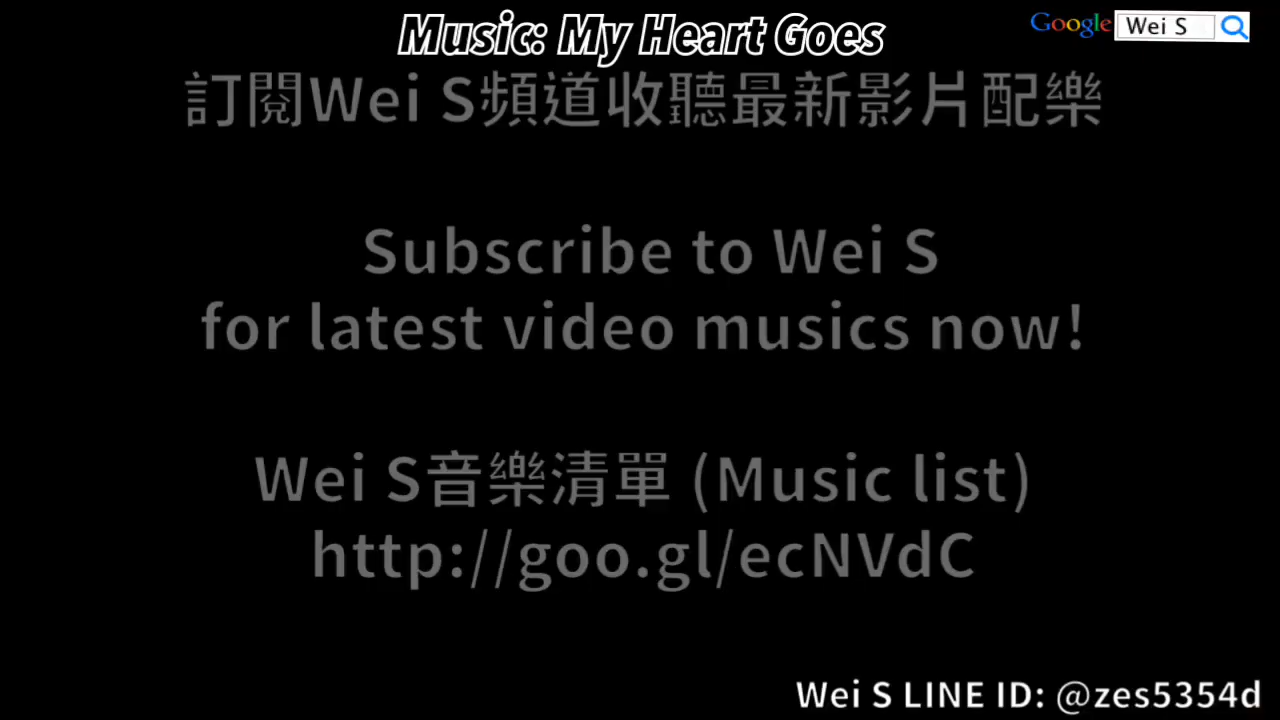 Music: My Heart Goes
Google Wei S
訂閱Wei S頻道收聽最新影片配樂
Subscribe to Wei S
for latest video musics now!
Wei S音樂清單 (Music list)
http://goo.gl/ecNVdC
Wei S LINE ID: @zes5354d